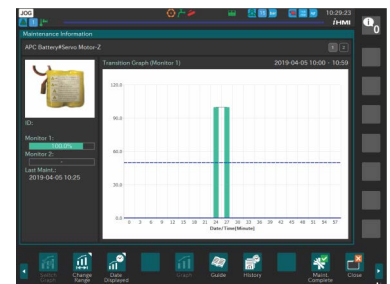 JOG
10:29:23
iHMI
0
Maintenance Information
APC Battery#Servo Motor-Z
1 2
Transition Graph (Monitor 1)
2019-04-05 10:00 - 10:59
ID:
Monitor 1:
100.0%
Monitor 2:
-
Last Maint.:
2019-04-05 10:25
120.0
90.0
60.0
30.0
0.0
0 3 6 9 12 15 18 21 24 27 30 33 36 39 42 45 48 51 54 57
Date/Time[Minute]
Switch Graph
Change Range
Date Displayed
Graph
Guide
History
Maint. Complete
Close